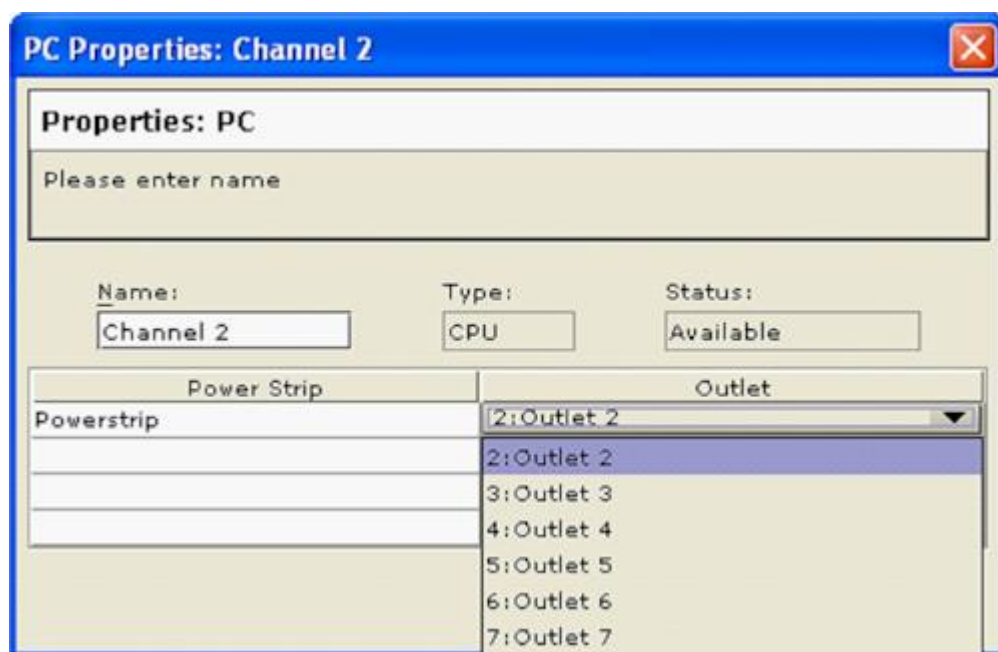 PC Properties: Channel 2
Properties: PC
Please enter name
Name: Type: Status:
Channel 2 CPU Available
Power Strip Outlet
Powerstrip 2:Outlet 2
2:Outlet 2
3:Outlet 3
4:Outlet 4
5:Outlet 5
6:Outlet 6
7:Outlet 7